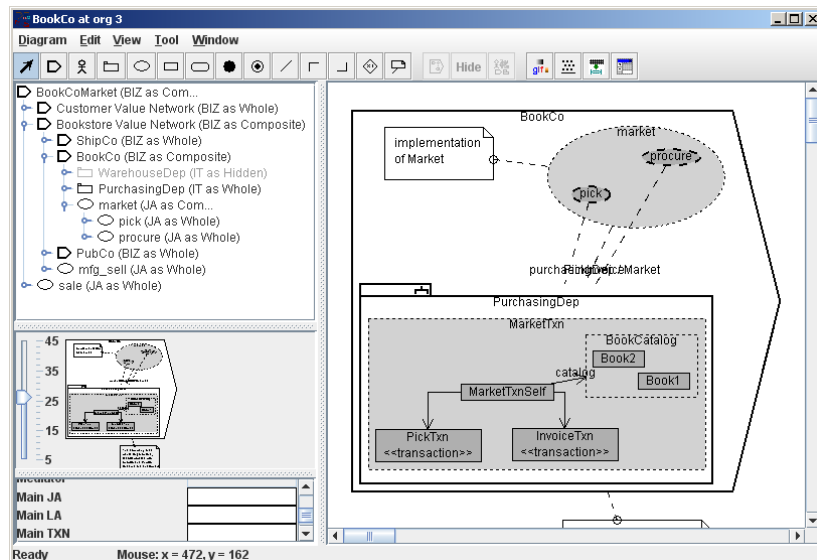 BookCo at org 3
Diagram Edit View Tool Window
Hide
gifs
BookCoMarket (BIZ as Com...
Customer Value Network (BIZ as Whole)
Bookstore Value Network (BIZ as Composite)
ShipCo (BIZ as Whole)
BookCo (BIZ as Composite)
WarehouseDep (IT as Hidden)
PurchasingDep (IT as Whole)
market (JA as Com...
pick (JA as Whole)
procure (JA as Whole)
PubCo (BIZ as Whole)
mfg_sell (JA as Whole)
sale (JA as Whole)
45
35
25
15
5
Main JA
Main LA
Main TXN
BookCo
implementation
of Market
market
procure
pick
PurchasingDep
MarketTxn
BookCatalog
Book2
Book1
catalog
MarketTxnSelf
PickTxn
<<transaction>>
InvoiceTxn
<<transaction>>
Ready Mouse: x = 472, y = 162